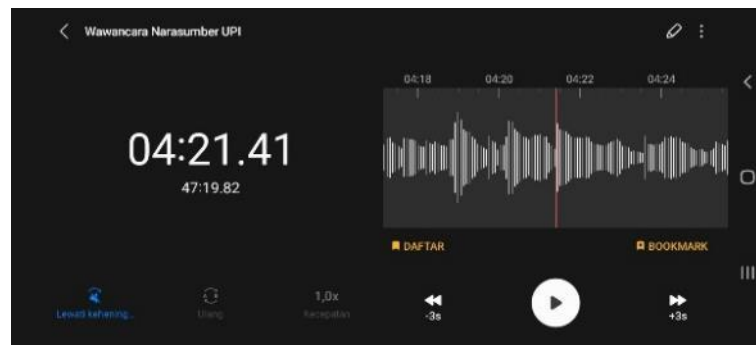 Wawancara Narasumber UPI
04:18 04:20 04:22 04:24
04:21.41
47:19.82
DAFTAR BOOKMARK
Lewati kehening...
Ulang
1,0x
Kecepatan
-3s
+3s